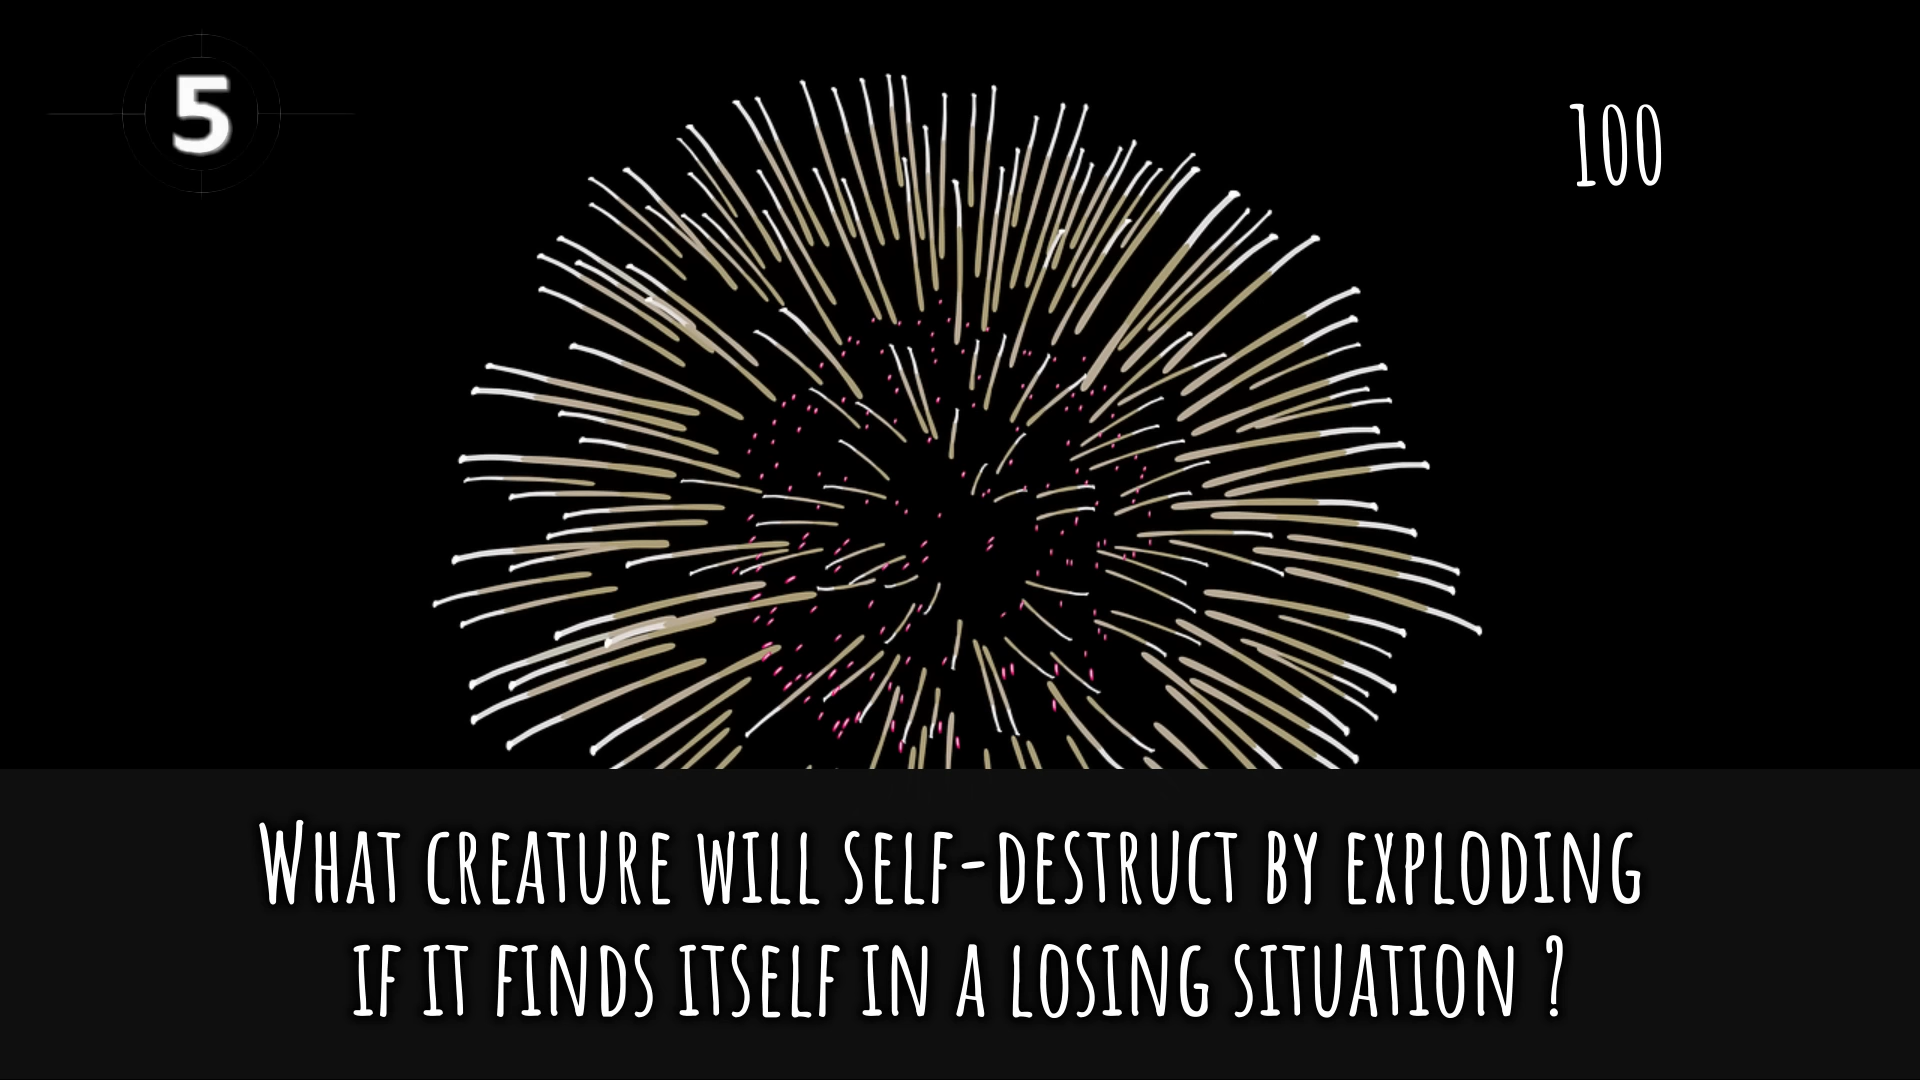 5
100
What creature will self-destruct by exploding
if it finds itself in a losing situation ?